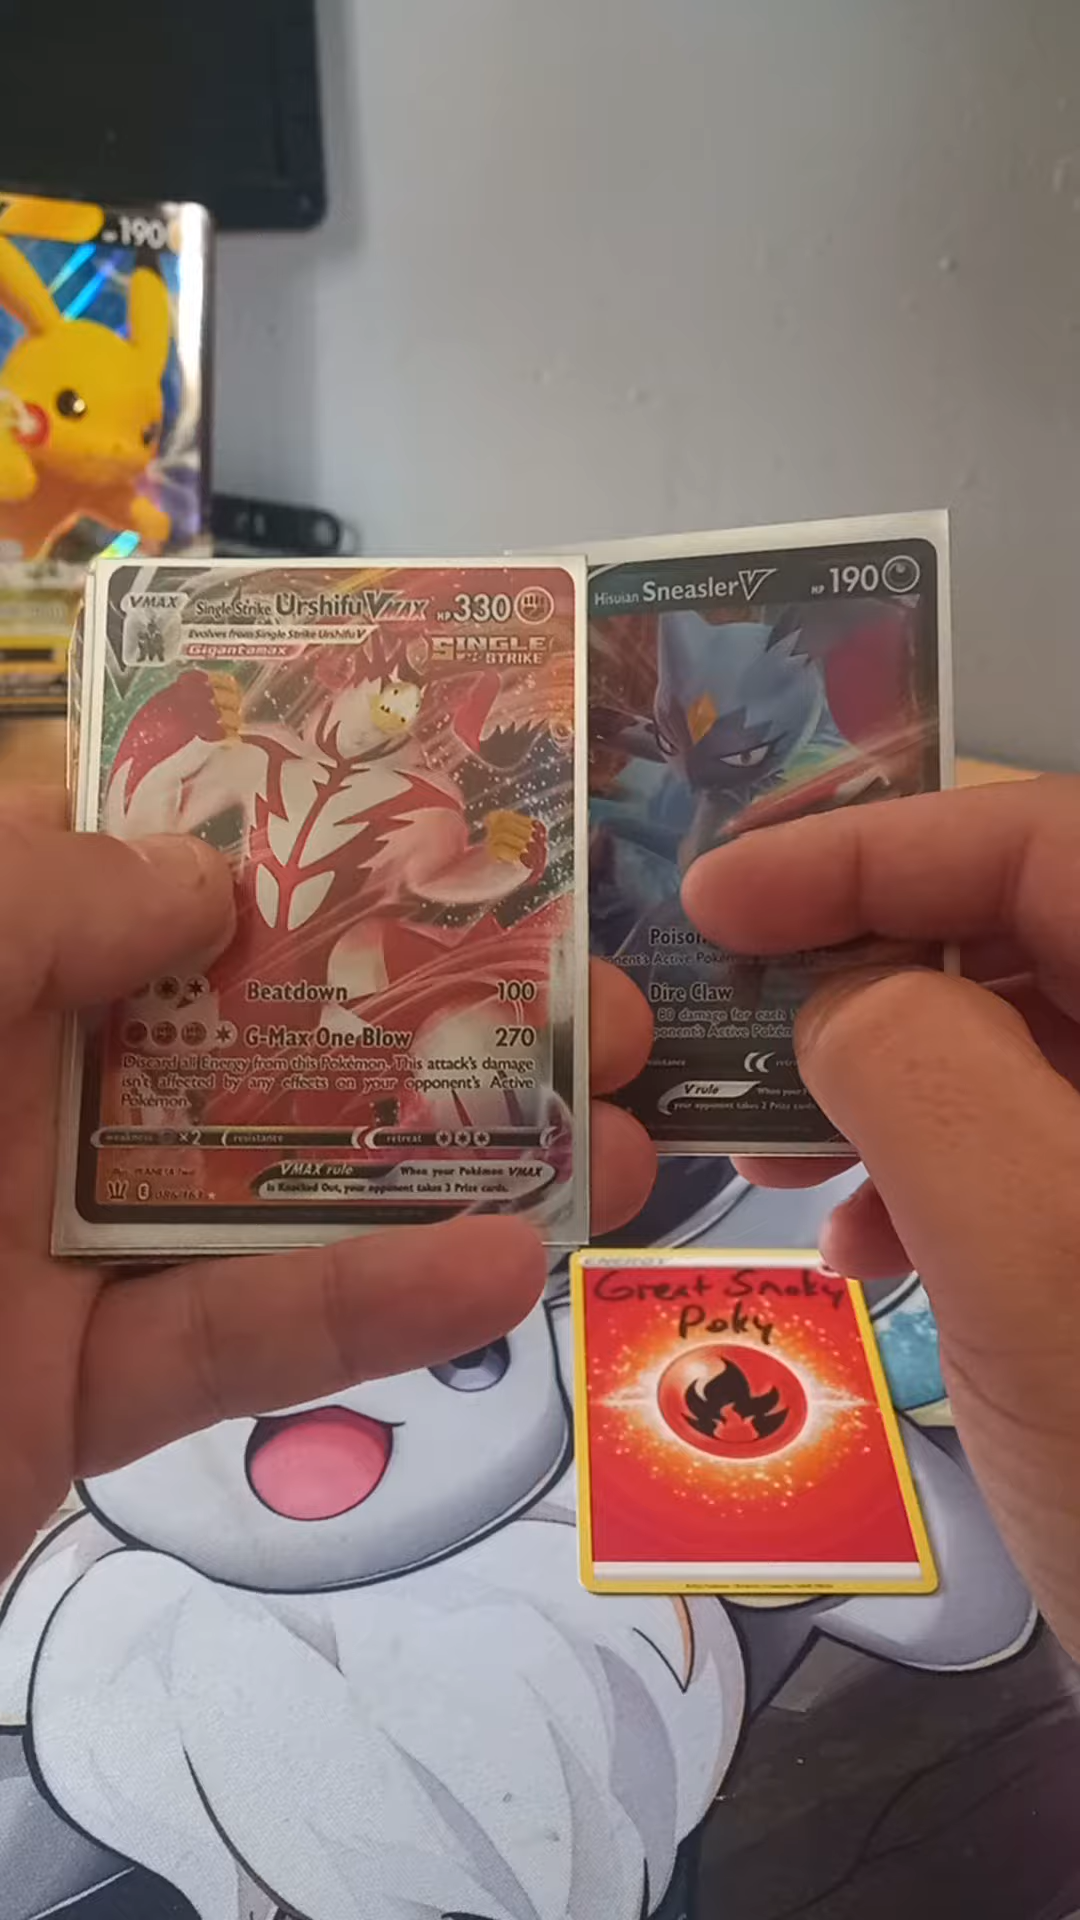 190
VMAX
Single Strike Urshifu VMAX HP 330
Evolves from Single Strike Urshifu V
Gigantamax
SINGLE STRIKE
Beatdown 100
G-Max One Blow 270
Discard all Energy from this Pokémon. This attack's damage
isn't affected by any effects on your opponent's Active
Pokémon.
weakness ×2 resistance retreat
VMAX rule When your Pokémon VMAX
is Knocked Out, your opponent takes 3 Prize cards.
E 086/163
Hisuian Sneasler V HP 190
Poison
Active
Dire Claw
80 damage for each
Active
V rule When your
your opponent takes 2 Prize cards
ENERGY
Great Smoky
Poky